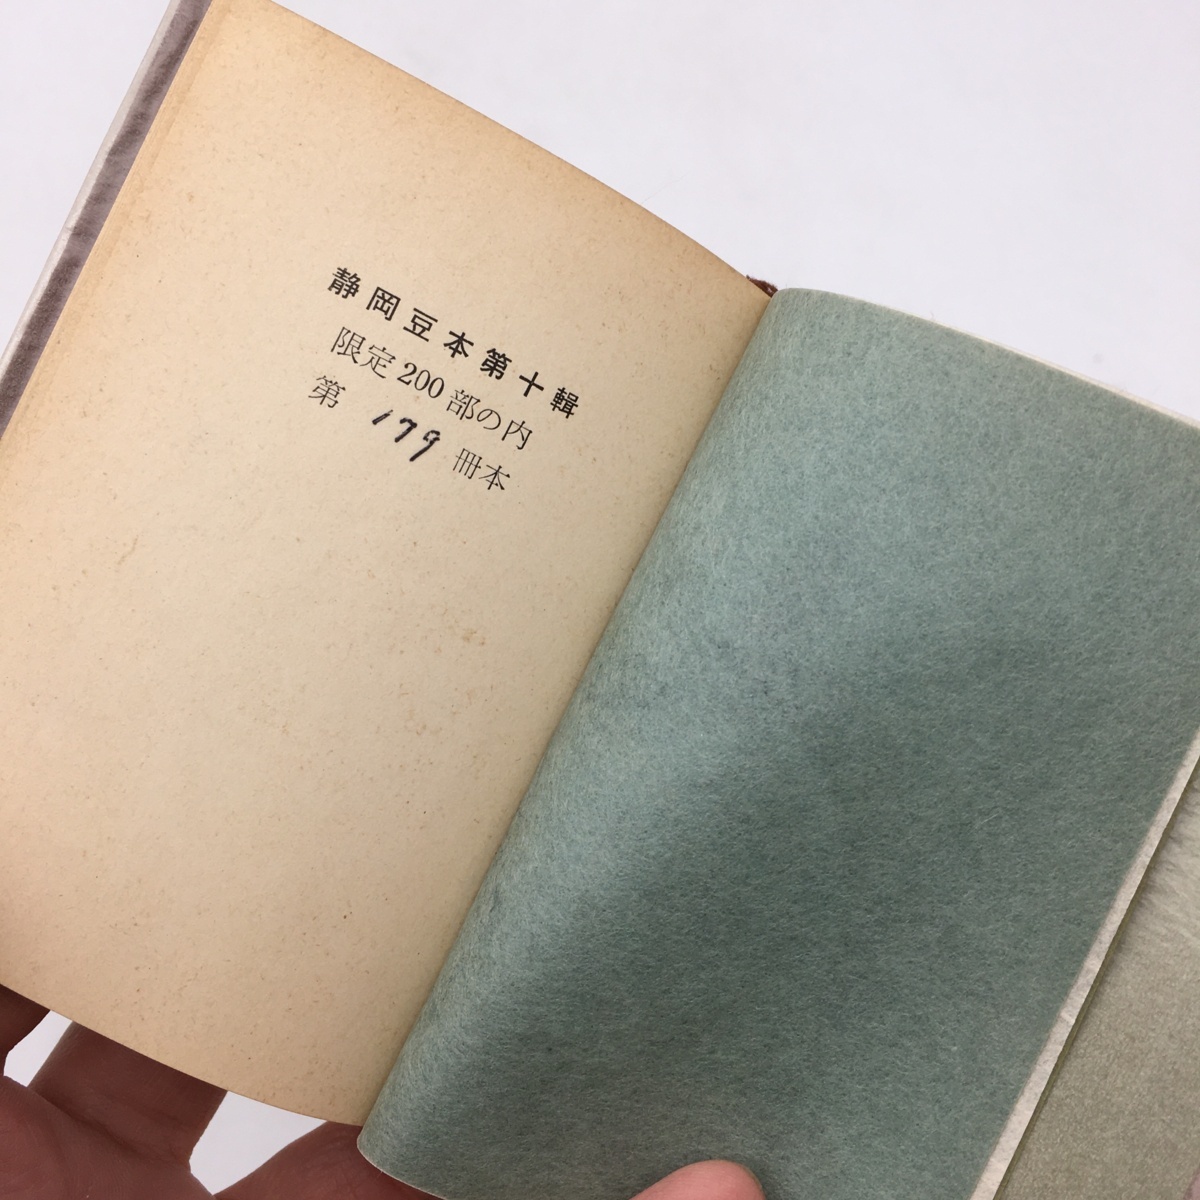 静岡豆本第十輯
限定200部の内
第 179 冊本